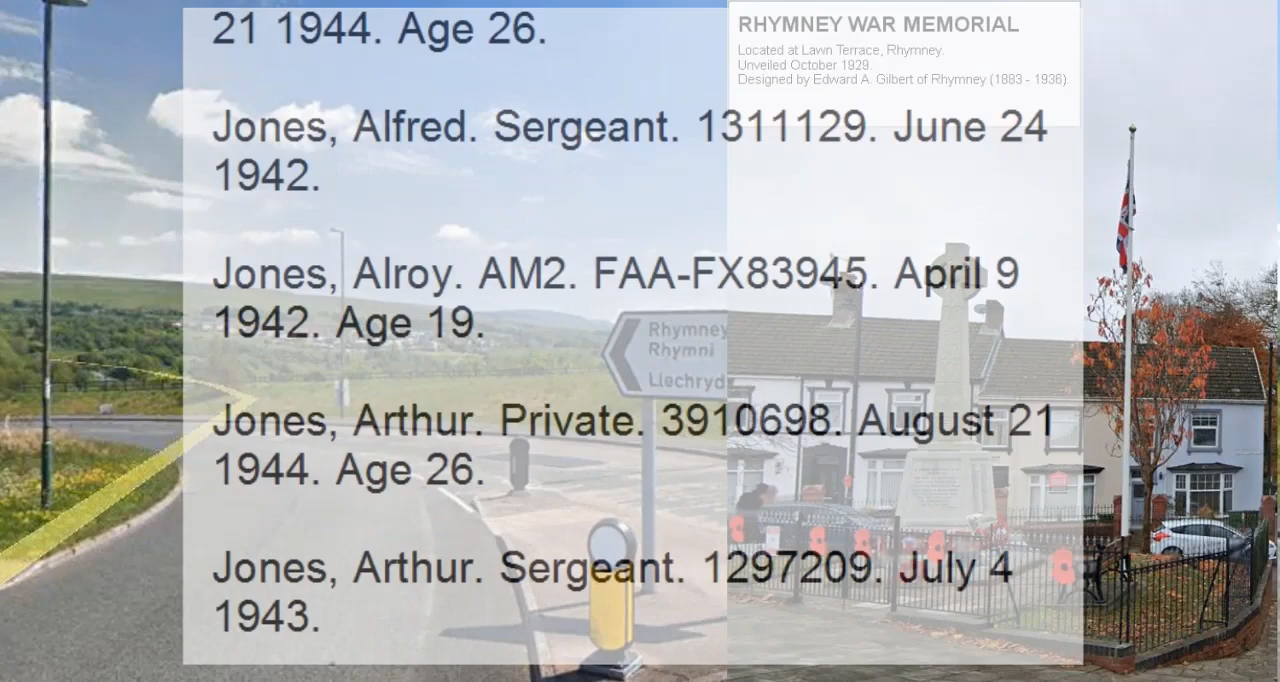 21 1944. Age 26.
RHYMNEY WAR MEMORIAL
Located at Lawn Terrace, Rhymney.
Unveiled October 1929.
Designed by Edward A. Gilbert of Rhymney (1883 - 1936).
Jones, Alfred. Sergeant. 1311129. June 24
1942.
Jones, Alroy. AM2. FAA-FX83945. April 9
1942. Age 19.
Rhymney
Rhymni
Llechryd
Jones, Arthur. Private. 3910698. August 21
1944. Age 26.
Jones, Arthur. Sergeant. 1297209. July 4
1943.